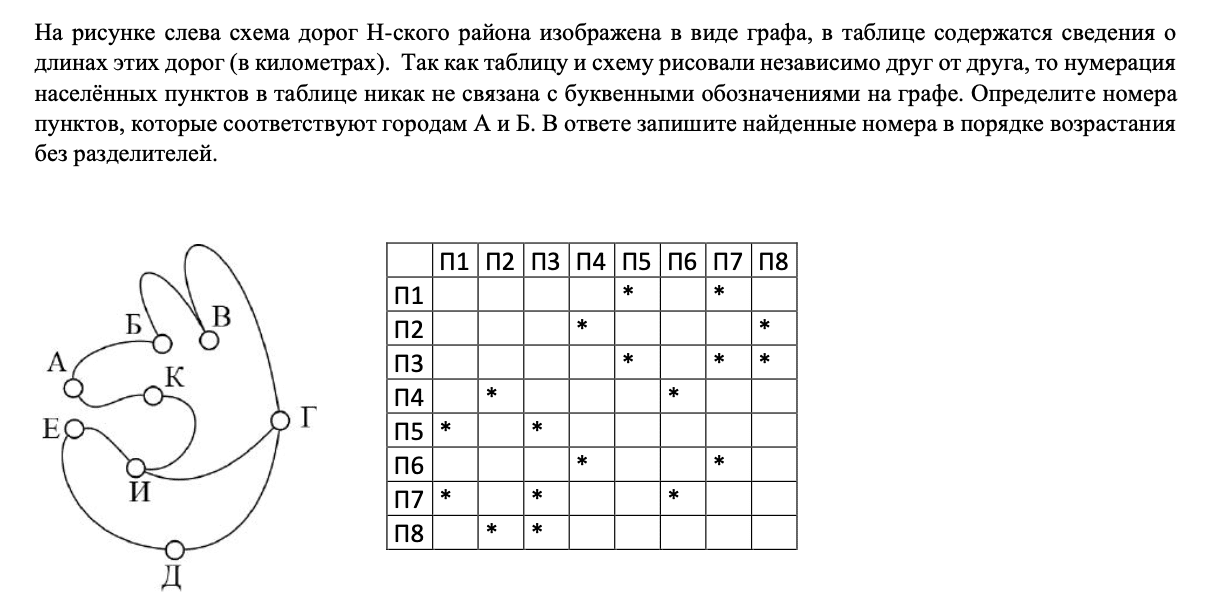 На рисунке слева схема дорог Н-ского района изображена в виде графа, в таблице содержатся сведения о
длинах этих дорог (в километрах). Так как таблицу и схему рисовали независимо друг от друга, то нумерация
населённых пунктов в таблице никак не связана с буквенными обозначениями на графе. Определите номера
пунктов, которые соответствуют городам А и Б. В ответе запишите найденные номера в порядке возрастания
без разделителей.
Б
В
А
К
Е
Г
И
Д
П1 П2 П3 П4 П5 П6 П7 П8
П1 * *
П2 * *
П3 * * *
П4 * *
П5 * *
П6 * *
П7 * * *
П8 * *